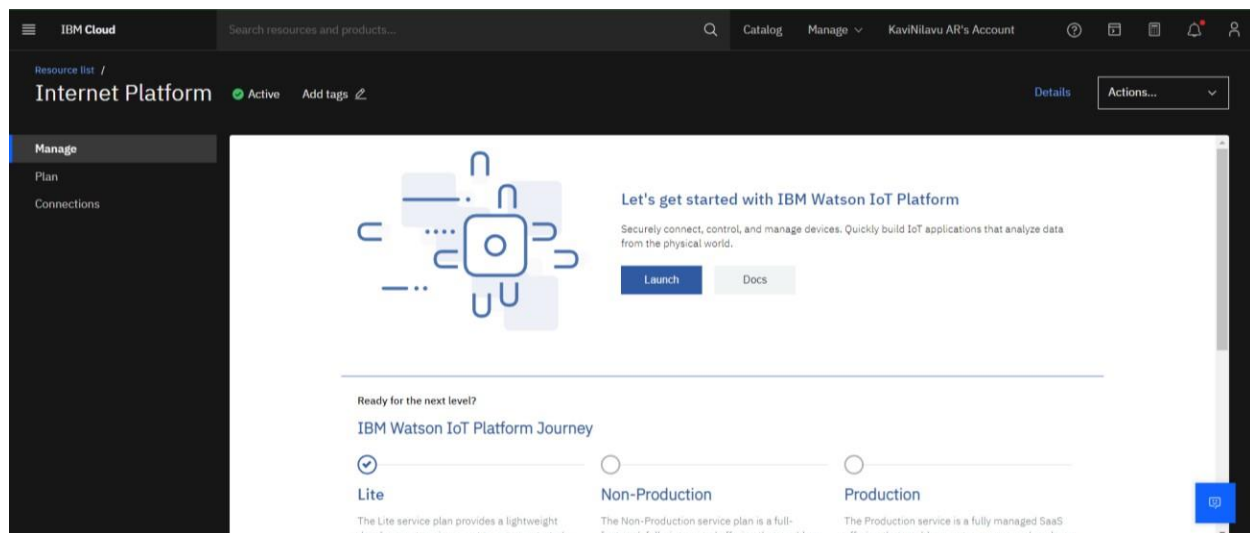 IBM Cloud
Search resources and products...
Catalog
Manage
KaviNilavu AR's Account
Resource list /
Internet Platform
Active
Add tags
Details
Actions...
Manage
Plan
Connections
Let's get started with IBM Watson IoT Platform
Securely connect, control, and manage devices. Quickly build IoT applications that analyze data
from the physical world.
Launch
Docs
Ready for the next level?
IBM Watson IoT Platform Journey
Lite
Non-Production
Production
The Lite service plan provides a lightweight
The Non-Production service plan is a full-
The Production service is a fully managed SaaS